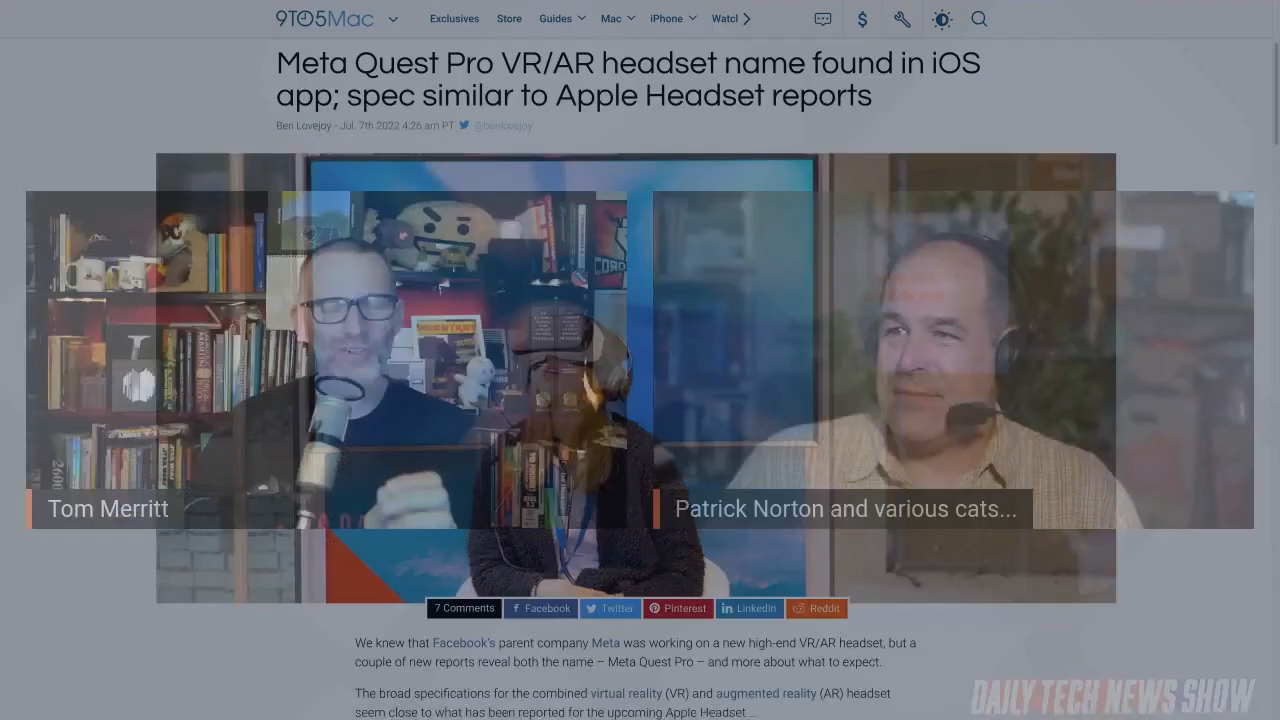 9TO5Mac
Exclusives Store Guides Mac iPhone Watcl
Meta Quest Pro VR/AR headset name found in iOS
app; spec similar to Apple Headset reports
Ben Lovejoy - Jul. 7th 2022 4:26 am PT @benlovejoy
2600
Tom Merritt
Patrick Norton and various cats...
7 Comments Facebook Twitter Pinterest LinkedIn Reddit
We knew that Facebook's parent company Meta was working on a new high-end VR/AR headset, but a
couple of new reports reveal both the name – Meta Quest Pro – and more about what to expect.
The broad specifications for the combined virtual reality (VR) and augmented reality (AR) headset
seem close to what has been reported for the upcoming Apple Headset ...
DAILY TECH NEWS SHOW